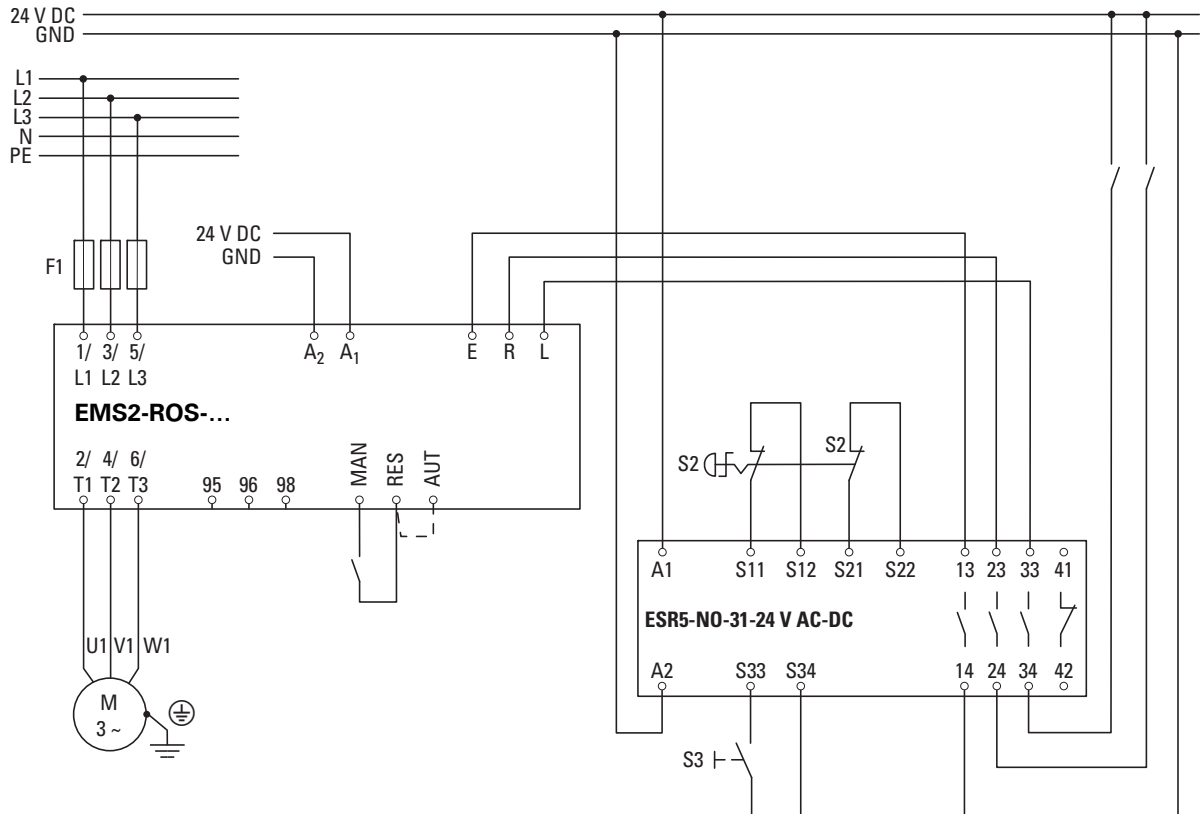 24 V DC
GND
L1
L2
L3
N
PE
24 V DC
GND
F1
1/ 3/ 5/
L1 L2 L3
A2 A1
E R L
EMS2-ROS-…
2/ 4/ 6/
T1 T2 T3
95 96 98
MAN
RES
AUT
S2
S2
A1 S11 S12 S21 S22 13 23 33 41
ESR5-NO-31-24 V AC-DC
A2 S33 S34 14 24 34 42
U1 V1 W1
M
3 ~
S3